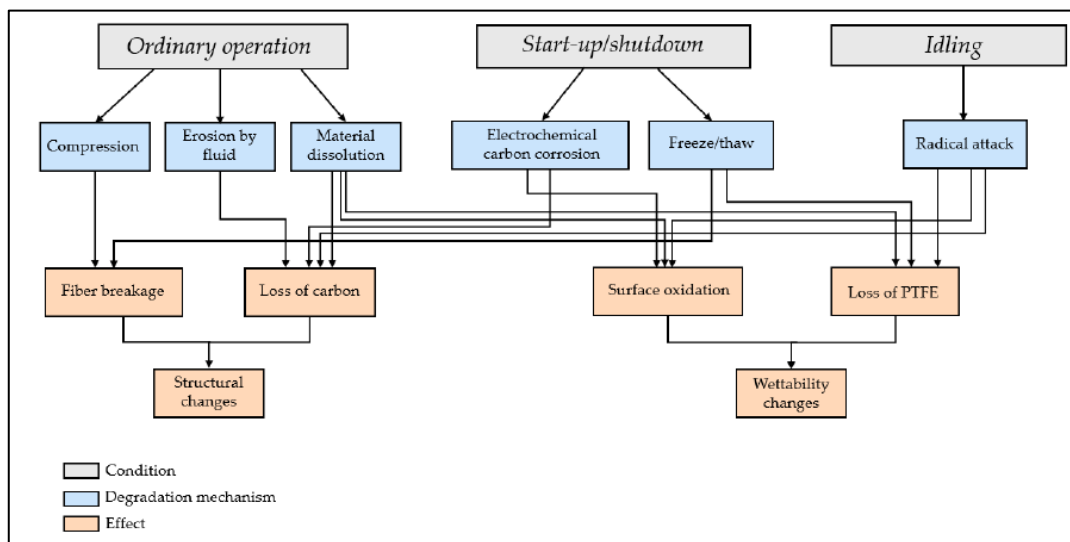 Ordinary operation
Start-up/shutdown
Idling
Compression
Erosion by
fluid
Material
dissolution
Electrochemical
carbon corrosion
Freeze/thaw
Radical attack
Fiber breakage
Loss of carbon
Surface oxidation
Loss of PTFE
Structural
changes
Wettability
changes
Condition
Degradation mechanism
Effect